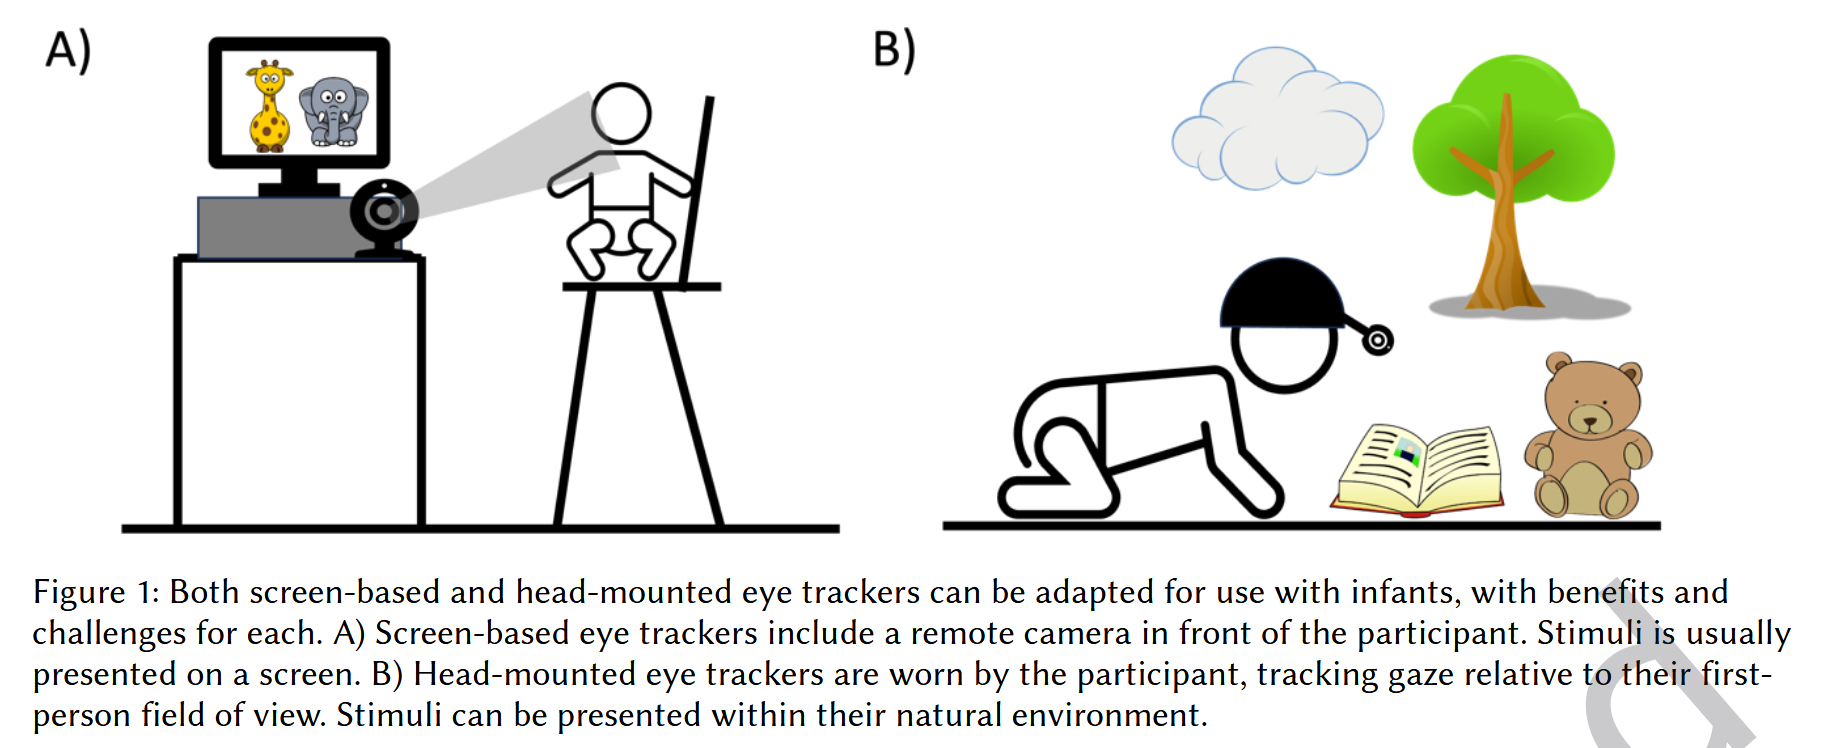 A)
B)
Figure 1: Both screen-based and head-mounted eye trackers can be adapted for use with infants, with benefits and
challenges for each. A) Screen-based eye trackers include a remote camera in front of the participant. Stimuli is usually
presented on a screen. B) Head-mounted eye trackers are worn by the participant, tracking gaze relative to their first-
person field of view. Stimuli can be presented within their natural environment.
d